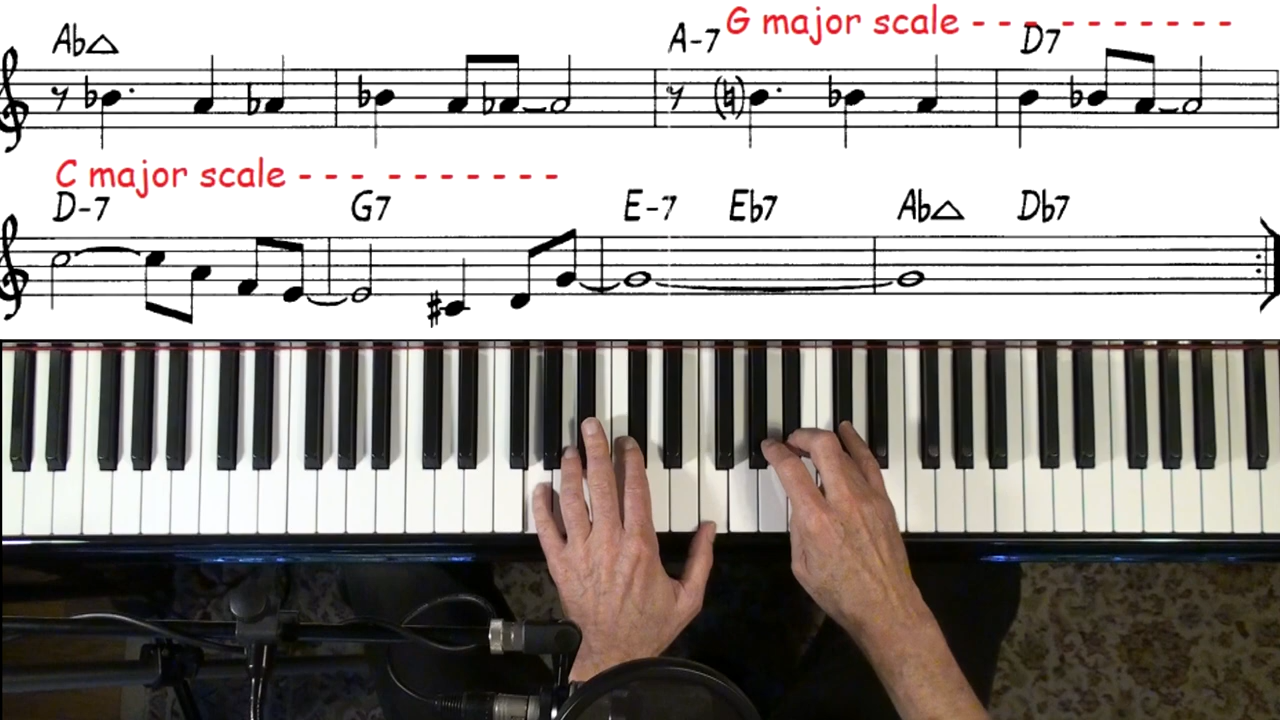 G major scale - - - - - - - - - -
Ab△ A-7 D7
C major scale - - - - - - - - - -
D-7 G7 E-7 Eb7 Ab△ Db7